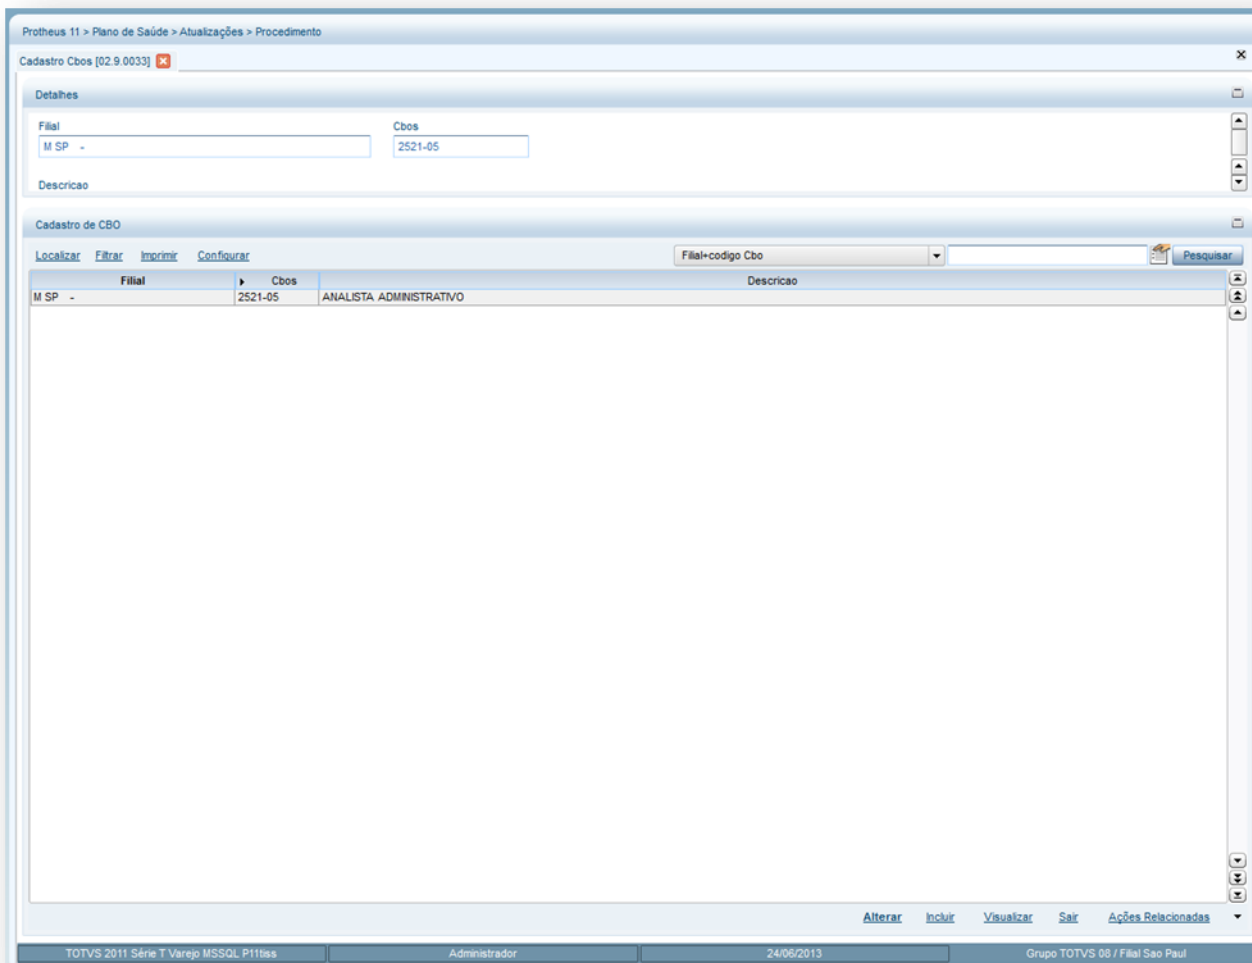 Protheus 11 > Plano de Saúde > Atualizações > Procedimento
Cadastro Cbos [02.9.0033]
Detalhes
Filial Cbos
M SP - 2521-05
Descricao
Cadastro de CBO
Localizar Filtrar Imprimir Configurar Filial+codigo Cbo Pesquisar
Filial Cbos Descricao
M SP - 2521-05 ANALISTA ADMINISTRATIVO
Alterar Incluir Visualizar Sair Ações Relacionadas
TOTVS 2011 Série T Varejo MSSQL P11tiss Administrador 24/06/2013 Grupo TOTVS 08 / Filial Sao Paul